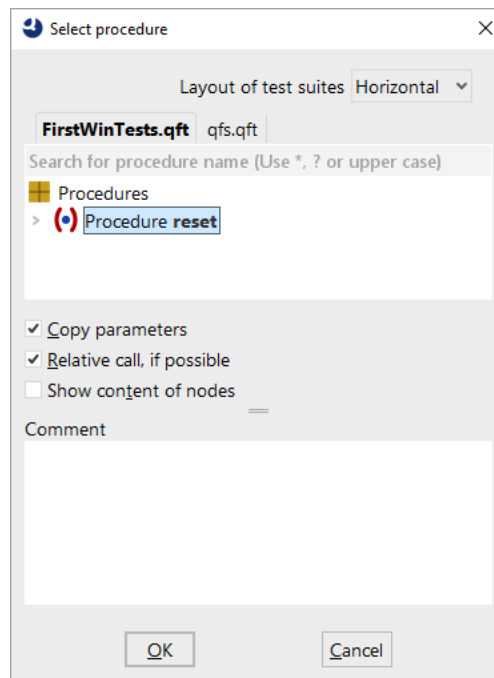 Select procedure
Layout of test suites Horizontal
FirstWinTests.qft qfs.qft
Search for procedure name (Use *, ? or upper case)
Procedures
Procedure reset
Copy parameters
Relative call, if possible
Show content of nodes
Comment
OK Cancel